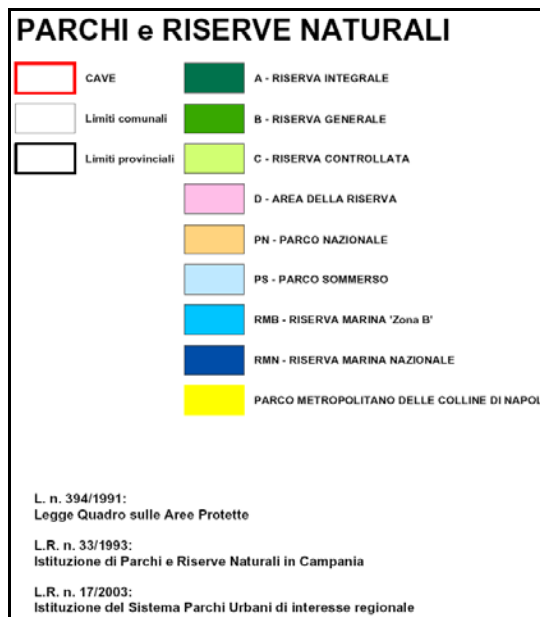 PARCHI e RISERVE NATURALI
CAVE
A - RISERVA INTEGRALE
Limiti comunali
B - RISERVA GENERALE
Limiti provinciali
C - RISERVA CONTROLLATA
D - AREA DELLA RISERVA
PN - PARCO NAZIONALE
PS - PARCO SOMMERSO
RMB - RISERVA MARINA 'Zona B'
RMN - RISERVA MARINA NAZIONALE
PARCO METROPOLITANO DELLE COLLINE DI NAPOL
L. n. 394/1991:
Legge Quadro sulle Aree Protette
L.R. n. 33/1993:
Istituzione di Parchi e Riserve Naturali in Campania
L.R. n. 17/2003:
Istituzione del Sistema Parchi Urbani di interesse regionale